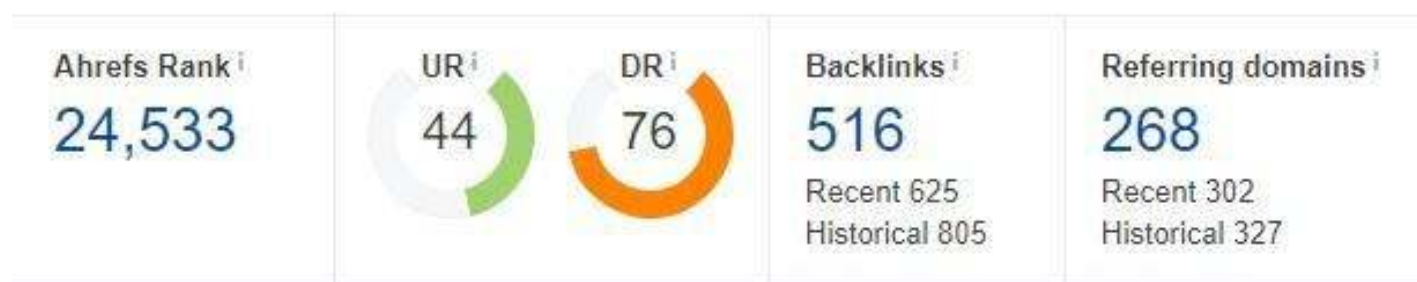 Ahrefs Rank i
24,533
UR i
44
DR i
76
Backlinks i
516
Recent 625
Historical 805
Referring domains i
268
Recent 302
Historical 327